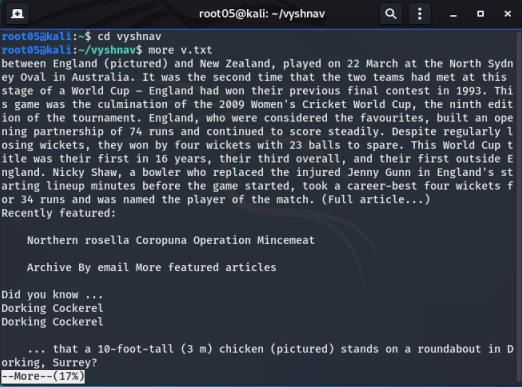 root05@kali: ~/vyshnav
root05@kali:~$ cd vyshnav
root05@kali:~/vyshnav$ more v.txt
between England (pictured) and New Zealand, played on 22 March at the North Sydn
ey Oval in Australia. It was the second time that the two teams had met at this
stage of a World Cup – England had won their previous final contest in 1993. Thi
s game was the culmination of the 2009 Women's Cricket World Cup, the ninth edit
ion of the tournament. England, who were considered the favourites, built an ope
ning partnership of 74 runs and continued to score steadily. Despite regularly l
osing wickets, they won by four wickets with 23 balls to spare. This World Cup t
itle was their first in 16 years, their third overall, and their first outside E
ngland. Nicky Shaw, a bowler who replaced the injured Jenny Gunn in England's st
arting lineup minutes before the game started, took a career-best four wickets f
or 34 runs and was named the player of the match. (Full article...)
Recently featured:
Northern rosella Coropuna Operation Mincemeat
Archive By email More featured articles
Did you know ...
Dorking Cockerel
Dorking Cockerel
... that a 10-foot-tall (3 m) chicken (pictured) stands on a roundabout in D
orking, Surrey?
--More--(17%)